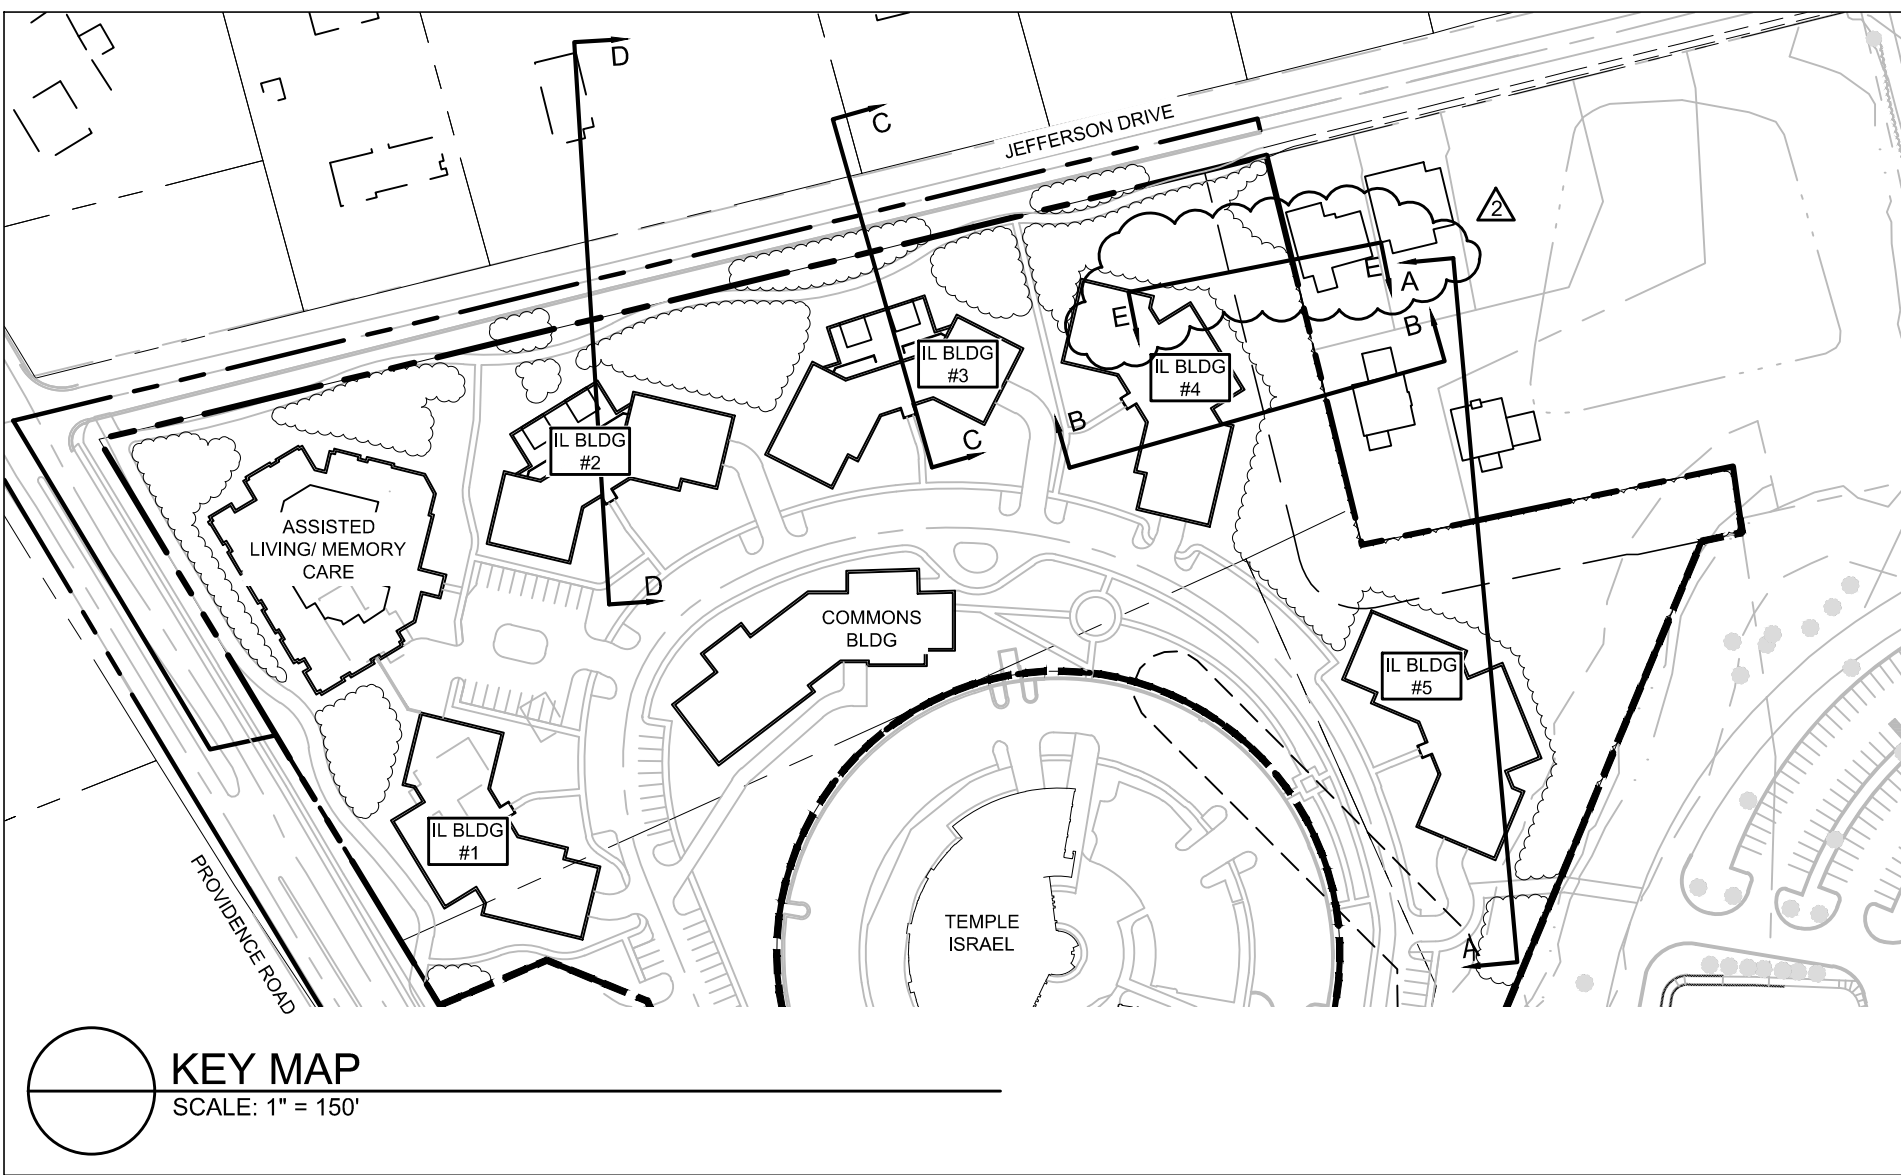 D
C
JEFFERSON DRIVE
2
E
A
E
B
IL BLDG
#3
IL BLDG
#4
B
C
IL BLDG
#2
ASSISTED
LIVING/ MEMORY
CARE
D
COMMONS
BLDG
IL BLDG
#5
IL BLDG
#1
PROVIDENCE ROAD
TEMPLE
ISRAEL
A
KEY MAP
SCALE: 1" = 150'